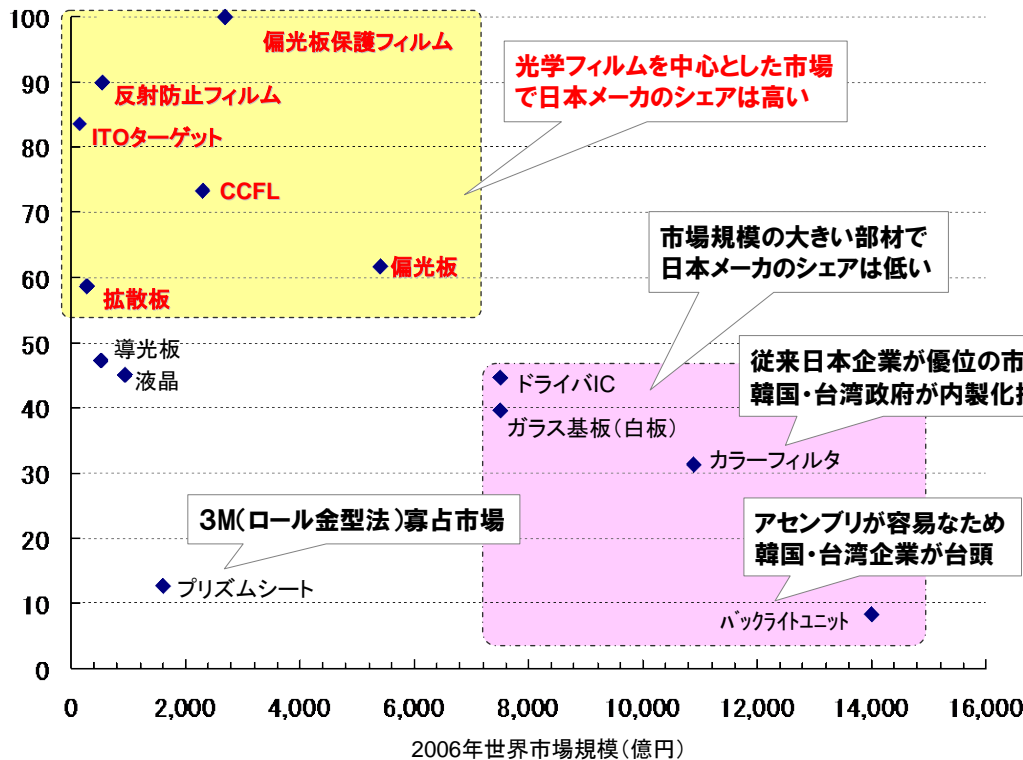 100
偏光板保護フィルム
光学フィルムを中心とした市場
で日本メーカのシェアは高い
90
反射防止フィルム
ITOターゲット
80
CCFL
70
市場規模の大きい部材で
日本メーカのシェアは低い
偏光板
60
拡散板
50
導光板
液晶
従来日本企業が優位の市
韓国・台湾政府が内製化
ドライバIC
40
ガラス基板(白板)
カラーフィルタ
30
3M(ロール金型法)寡占市場
アセンブリが容易なため
韓国・台湾企業が台頭
20
プリズムシート
10
バックライトユニット
0
0 2,000 4,000 6,000 8,000 10,000 12,000 14,000 16,000
2006年世界市場規模(億円)